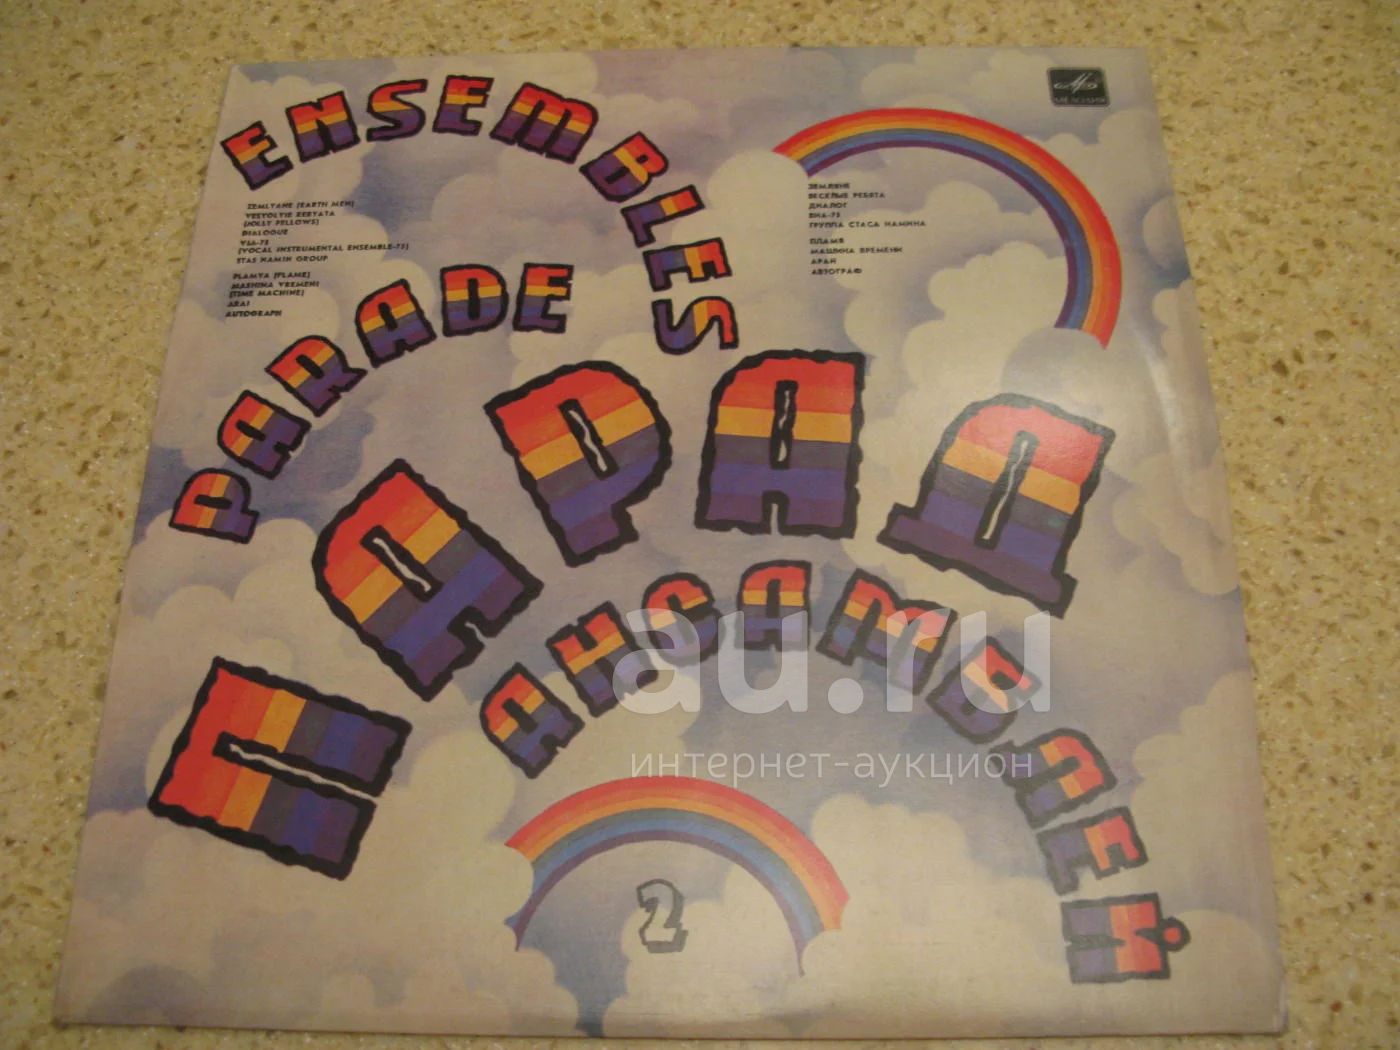 ENSEMBLES
МЕЛОДИЯ
ZEMLYANE (EARTH MEN)
VESYOLYIE REBYATA
(JOLLY FELLOWS)
DIALOGUE
VIA-75
(VOCAL INSTRUMENTAL ENSEMBLE-75)
STAS NAMIN GROUP
PLAMYA (FLAME)
MASHINA VREMENI
(TIME MACHINE)
ARAI
AUTOGRAPH
ЗЕМЛЯНЕ
ВЕСЕЛЫЕ РЕБЯТА
ДИАЛОГ
ВИА-75
ГРУППА СТАСА НАМИНА
ПЛАМЯ
МАШИНА ВРЕМЕНИ
АРАЙ
АВТОГРАФ
PARADE
ПАРАД
АНСАМБЛЕЙ
au.ru
интернет-аукцион
2